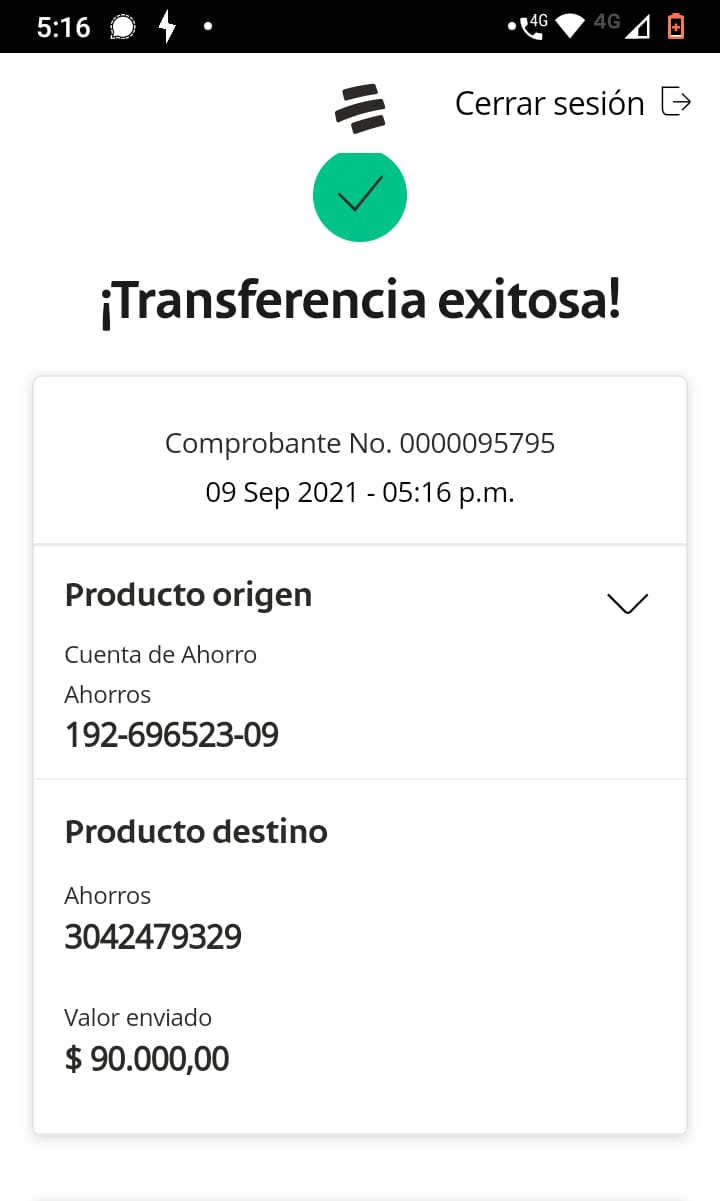 5:16
4G
4G
Cerrar sesión
¡Transferencia exitosa!
Comprobante No. 0000095795
09 Sep 2021 - 05:16 p.m.
Producto origen
Cuenta de Ahorro
Ahorros
192-696523-09
Producto destino
Ahorros
3042479329
Valor enviado
$ 90.000,00